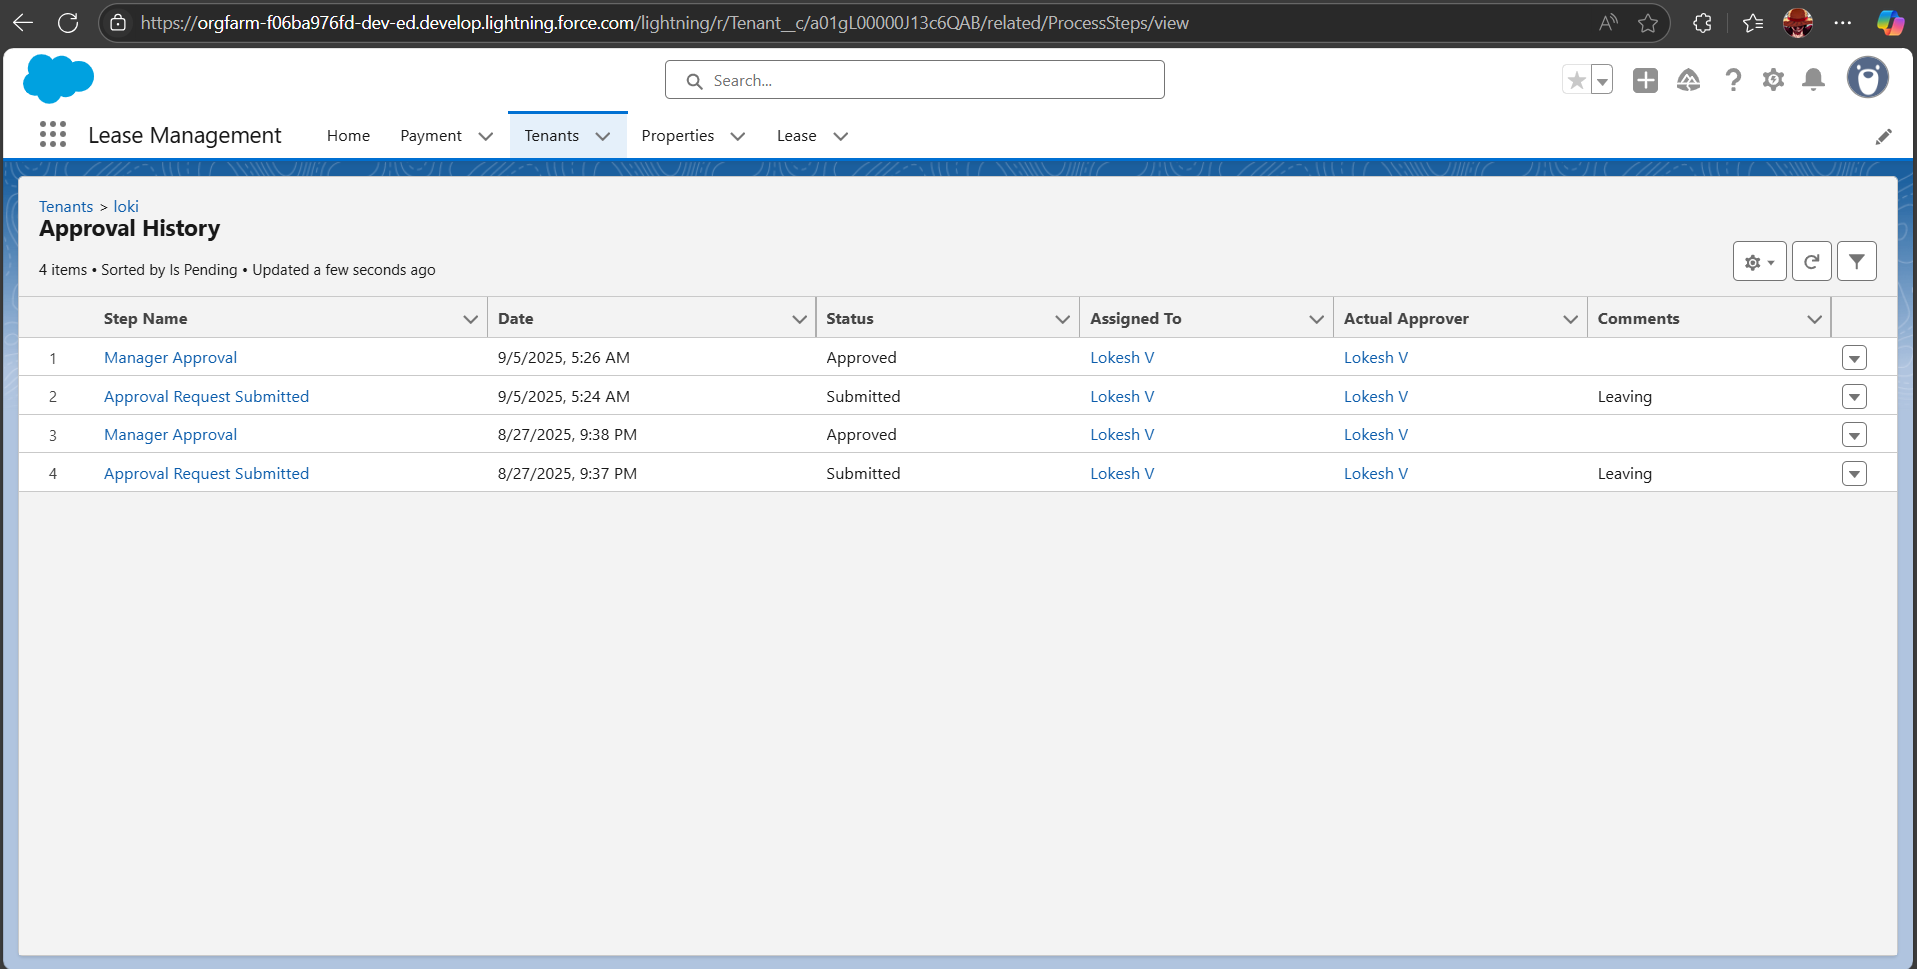 https://orgfarm-f06ba976fd-dev-ed.develop.lightning.force.com/lightning/r/Tenant__c/a01gL00000J13c6QAB/related/ProcessSteps/view
Search...
Lease Management Home Payment Tenants Properties Lease
Tenants > loki
Approval History
4 items • Sorted by Is Pending • Updated a few seconds ago
Step Name Date Status Assigned To Actual Approver Comments
1 Manager Approval 9/5/2025, 5:26 AM Approved Lokesh V Lokesh V
2 Approval Request Submitted 9/5/2025, 5:24 AM Submitted Lokesh V Lokesh V Leaving
3 Manager Approval 8/27/2025, 9:38 PM Approved Lokesh V Lokesh V
4 Approval Request Submitted 8/27/2025, 9:37 PM Submitted Lokesh V Lokesh V Leaving